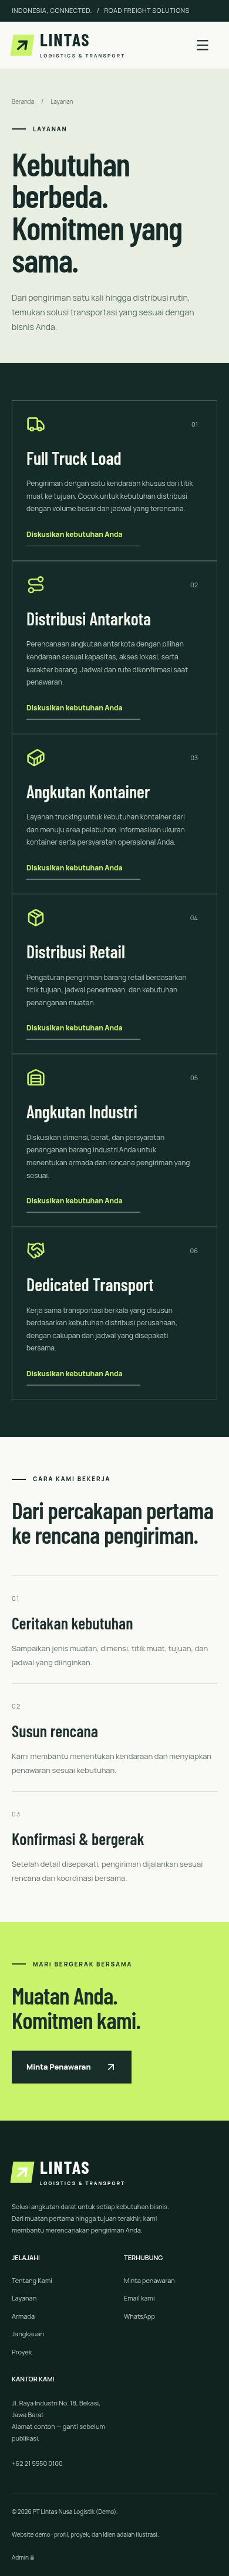 INDONESIA, CONNECTED. / ROAD FREIGHT SOLUTIONS
LINTAS
LOGISTICS & TRANSPORT
Beranda / Layanan
LAYANAN
Kebutuhan
berbeda.
Komitmen yang
sama.
Dari pengiriman satu kali hingga distribusi rutin,
temukan solusi transportasi yang sesuai dengan
bisnis Anda.
01
Full Truck Load
Pengiriman dengan satu kendaraan khusus dari titik
muat ke tujuan. Cocok untuk kebutuhan distribusi
dengan volume besar dan jadwal yang terencana.
Diskusikan kebutuhan Anda
02
Distribusi Antarkota
Perencanaan angkutan antarkota dengan pilihan
kendaraan sesuai kapasitas, akses lokasi, serta
karakter barang. Jadwal dan rute dikonfirmasi saat
penawaran.
Diskusikan kebutuhan Anda
03
Angkutan Kontainer
Layanan trucking untuk kebutuhan kontainer dari
dan menuju area pelabuhan. Informasikan ukuran
kontainer serta persyaratan operasional Anda.
Diskusikan kebutuhan Anda
04
Distribusi Retail
Pengaturan pengiriman barang retail berdasarkan
titik tujuan, jadwal penerimaan, dan kebutuhan
penanganan muatan.
Diskusikan kebutuhan Anda
05
Angkutan Industri
Diskusikan dimensi, berat, dan persyaratan
penanganan barang industri Anda untuk
menentukan armada dan rencana pengiriman yang
sesuai.
Diskusikan kebutuhan Anda
06
Dedicated Transport
Kerja sama transportasi berkala yang disusun
berdasarkan kebutuhan distribusi perusahaan,
dengan cakupan dan jadwal yang disepakati
bersama.
Diskusikan kebutuhan Anda
CARA KAMI BEKERJA
Dari percakapan pertama
ke rencana pengiriman.
01
Ceritakan kebutuhan
Sampaikan jenis muatan, dimensi, titik muat, tujuan, dan
jadwal yang diinginkan.
02
Susun rencana
Kami membantu menentukan kendaraan dan menyiapkan
penawaran sesuai kebutuhan.
03
Konfirmasi & bergerak
Setelah detail disepakati, pengiriman dijalankan sesuai
rencana dan koordinasi bersama.
MARI BERGERAK BERSAMA
Muatan Anda.
Komitmen kami.
Minta Penawaran
LINTAS
LOGISTICS & TRANSPORT
Solusi angkutan darat untuk setiap kebutuhan bisnis.
Dari muatan pertama hingga tujuan terakhir, kami
membantu merencanakan pengiriman Anda.
JELAJAHI
Tentang Kami
Layanan
Armada
Jangkauan
Proyek
TERHUBUNG
Minta penawaran
Email kami
WhatsApp
KANTOR KAMI
Jl. Raya Industri No. 18, Bekasi,
Jawa Barat
Alamat contoh — ganti sebelum
publikasi.
+62 21 5550 0100
© 2026 PT Lintas Nusa Logistik (Demo).
Website demo · profil, proyek, dan klien adalah ilustrasi.
Admin